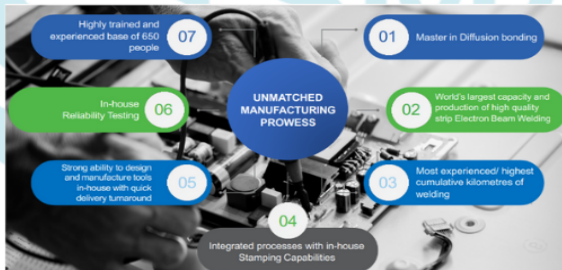 UNMATCHED
MANUFACTURING
PROWESS
01
Master in Diffusion bonding
02
World's largest capacity and
production of high quality
strip Electron Beam Welding
03
Most experienced/ highest
cumulative kilometres of
welding
04
Integrated processes with in-house
Stamping Capabilities
05
Strong ability to design
and manufacture tools
in-house with quick
delivery turnaround
06
In-house
Reliability Testing
07
Highly trained and
experienced base of 650
people